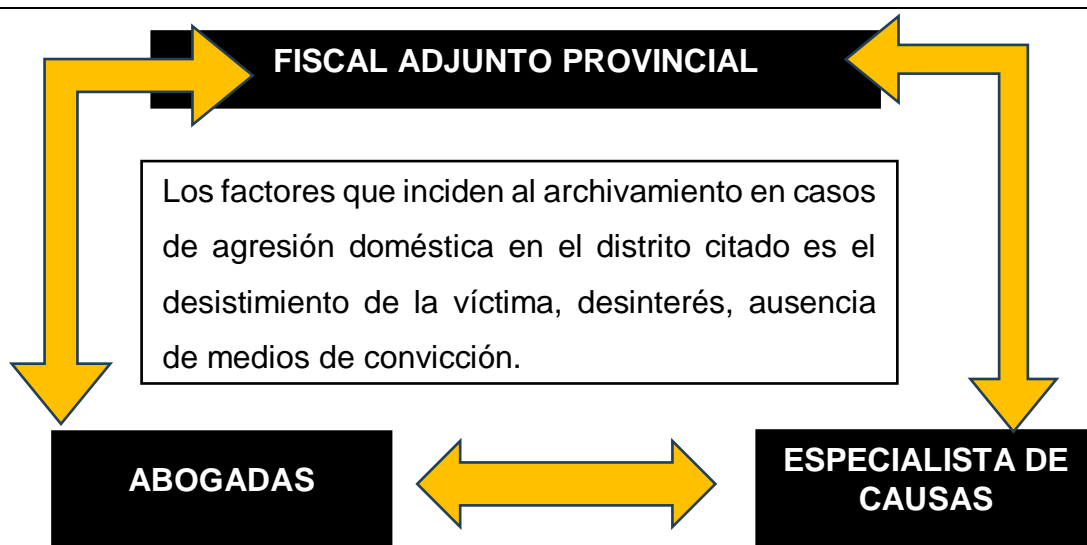 FISCAL ADJUNTO PROVINCIAL
Los factores que inciden al archivamiento en casos
de agresión doméstica en el distrito citado es el
desistimiento de la víctima, desinterés, ausencia
de medios de convicción.
ABOGADAS
ESPECIALISTA DE
CAUSAS